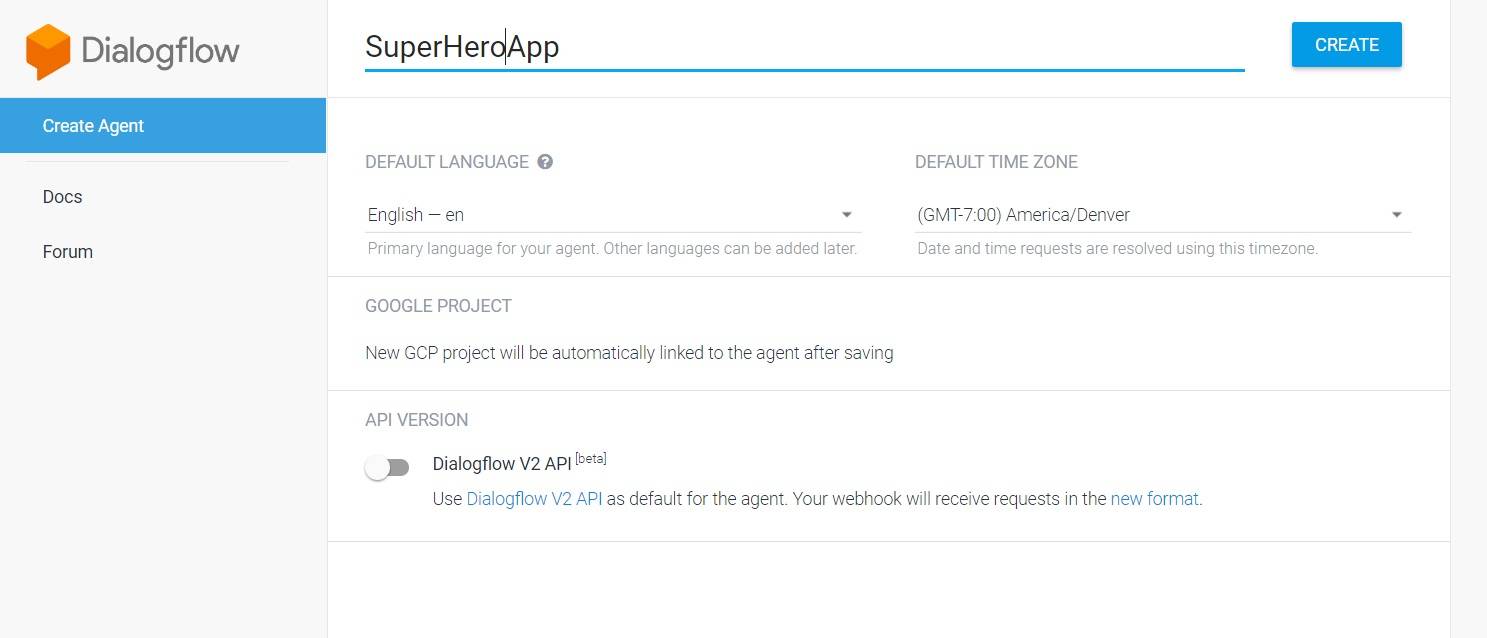 Dialogflow
SuperHeroApp
CREATE
Create Agent
Docs
Forum
DEFAULT LANGUAGE ?
English — en
Primary language for your agent. Other languages can be added later.
DEFAULT TIME ZONE
(GMT-7:00) America/Denver
Date and time requests are resolved using this timezone.
GOOGLE PROJECT
New GCP project will be automatically linked to the agent after saving
API VERSION
Dialogflow V2 API [beta]
Use Dialogflow V2 API as default for the agent. Your webhook will receive requests in the new format.